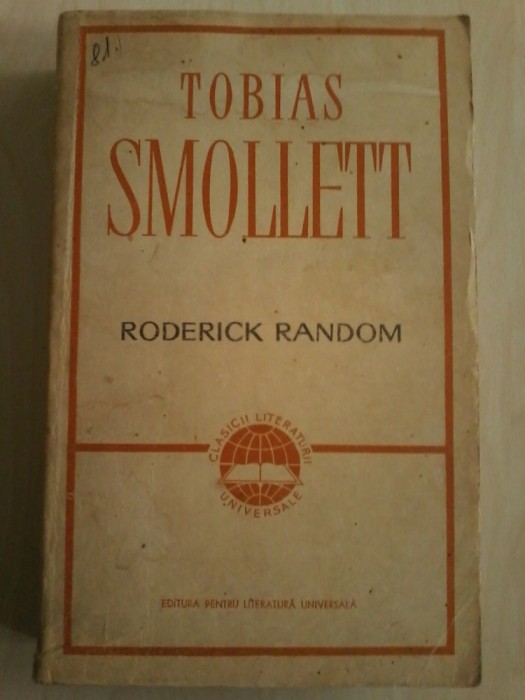 81.
TOBIAS
SMOLLETT
RODERICK RANDOM
CLASICII LITERATURII
UNIVERSALE
EDITURA PENTRU LITERATURĂ UNIVERSALĂ